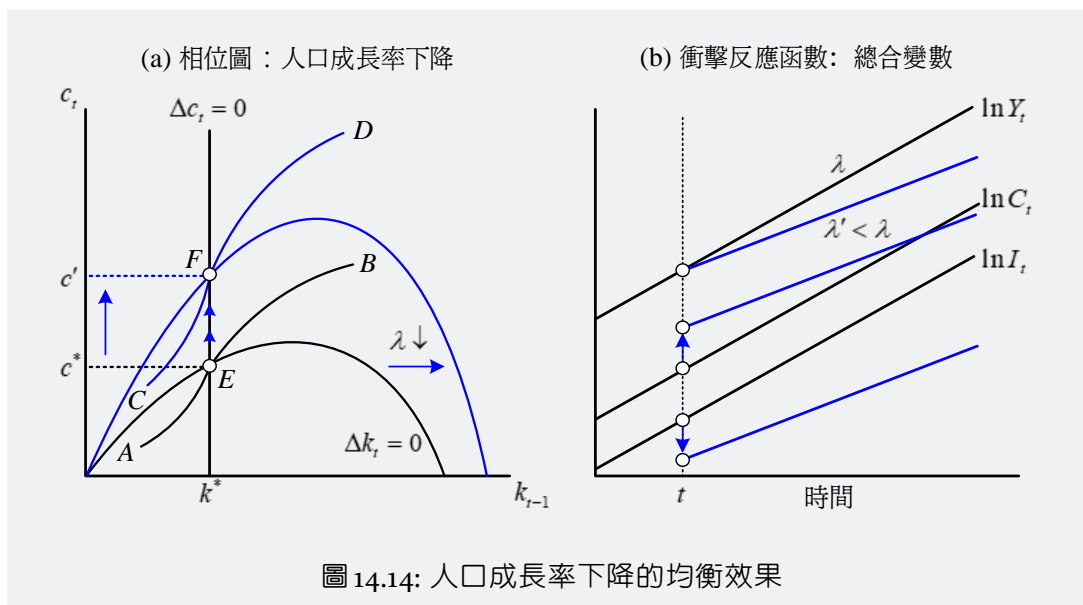 (a) 相位圖：人口成長率下降
(b) 衝擊反應函數: 總合變數
c_t
Δc_t = 0
D
F
c′
B
λ↓
c*
E
C
A
Δk_t = 0
k*
k_{t−1}
ln Y_t
λ
ln C_t
λ′ < λ
ln I_t
t
時間
圖 14.14: 人口成長率下降的均衡效果